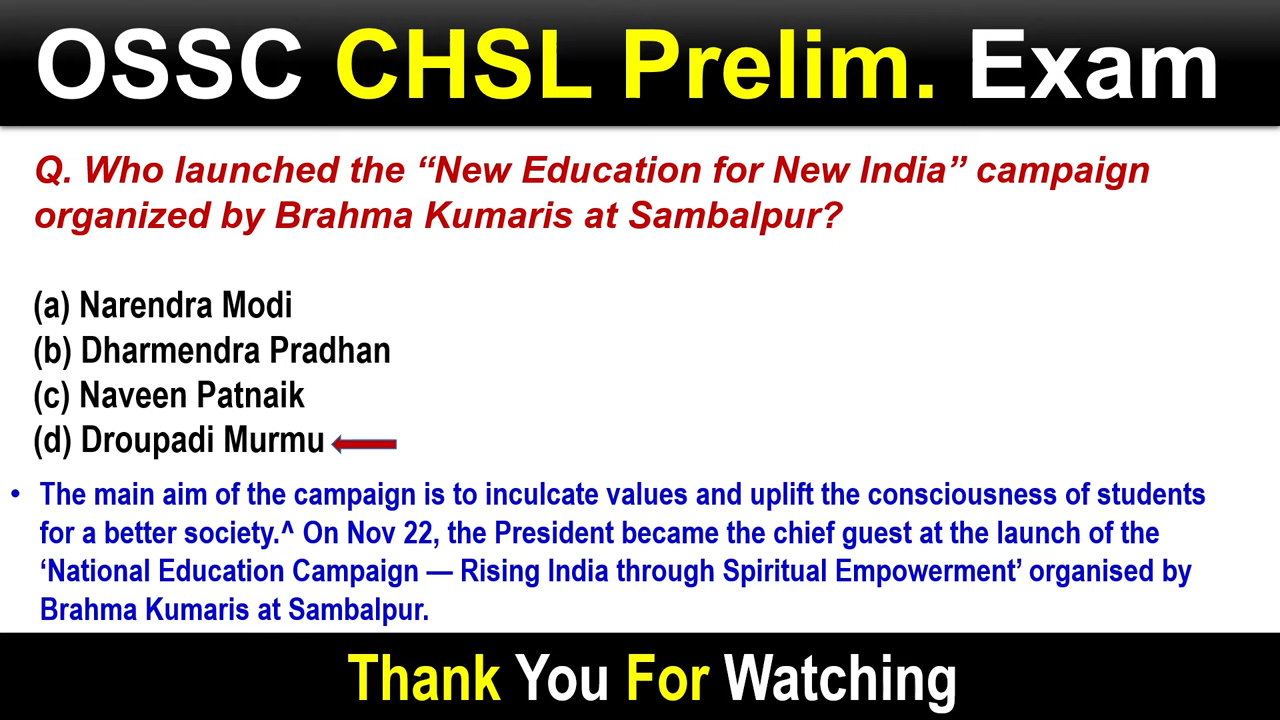 OSSC CHSL Prelim. Exam
Q. Who launched the “New Education for New India” campaign
organized by Brahma Kumaris at Sambalpur?
(a) Narendra Modi
(b) Dharmendra Pradhan
(c) Naveen Patnaik
(d) Droupadi Murmu
• The main aim of the campaign is to inculcate values and uplift the consciousness of students
for a better society.^ On Nov 22, the President became the chief guest at the launch of the
‘National Education Campaign — Rising India through Spiritual Empowerment’ organised by
Brahma Kumaris at Sambalpur.
Thank You For Watching